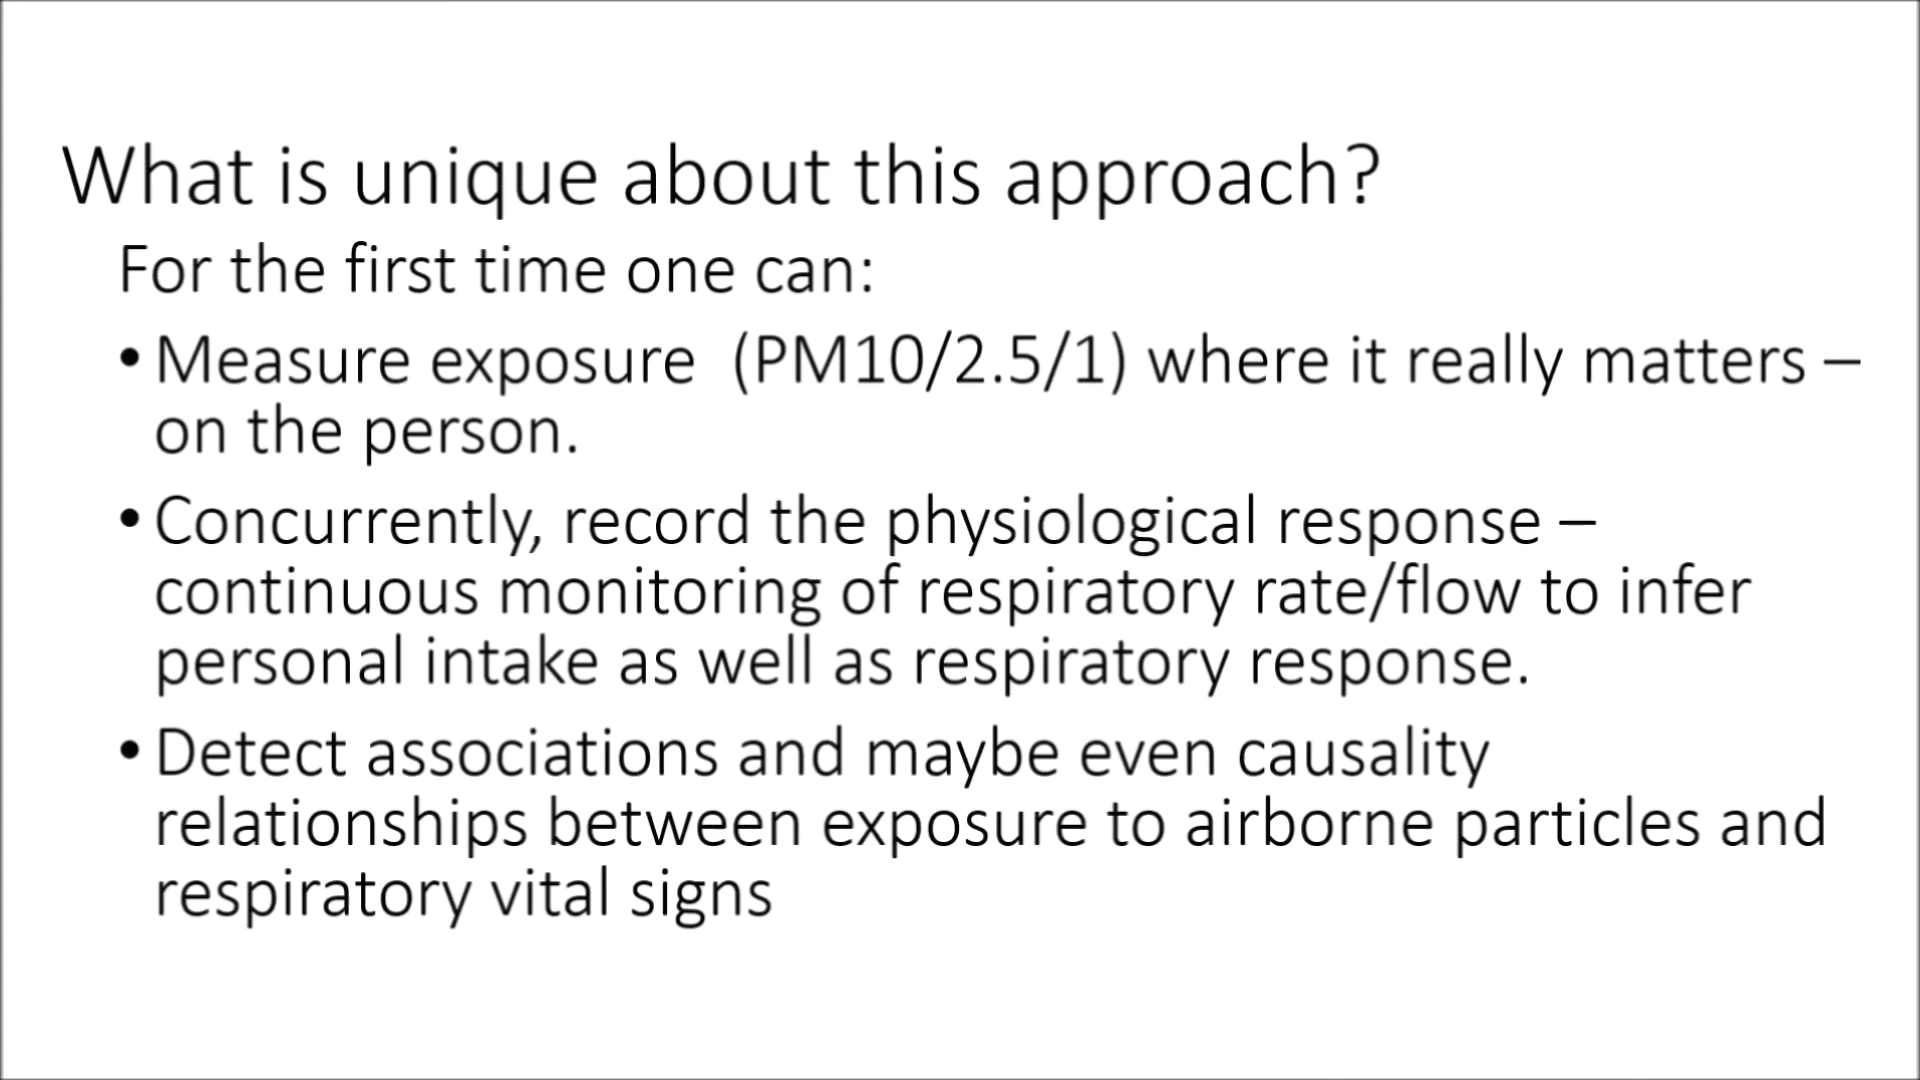 What is unique about this approach?
For the first time one can:
• Measure exposure  (PM10/2.5/1) where it really matters –
on the person.
• Concurrently, record the physiological response –
continuous monitoring of respiratory rate/flow to infer
personal intake as well as respiratory response.
• Detect associations and maybe even causality
relationships between exposure to airborne particles and
respiratory vital signs